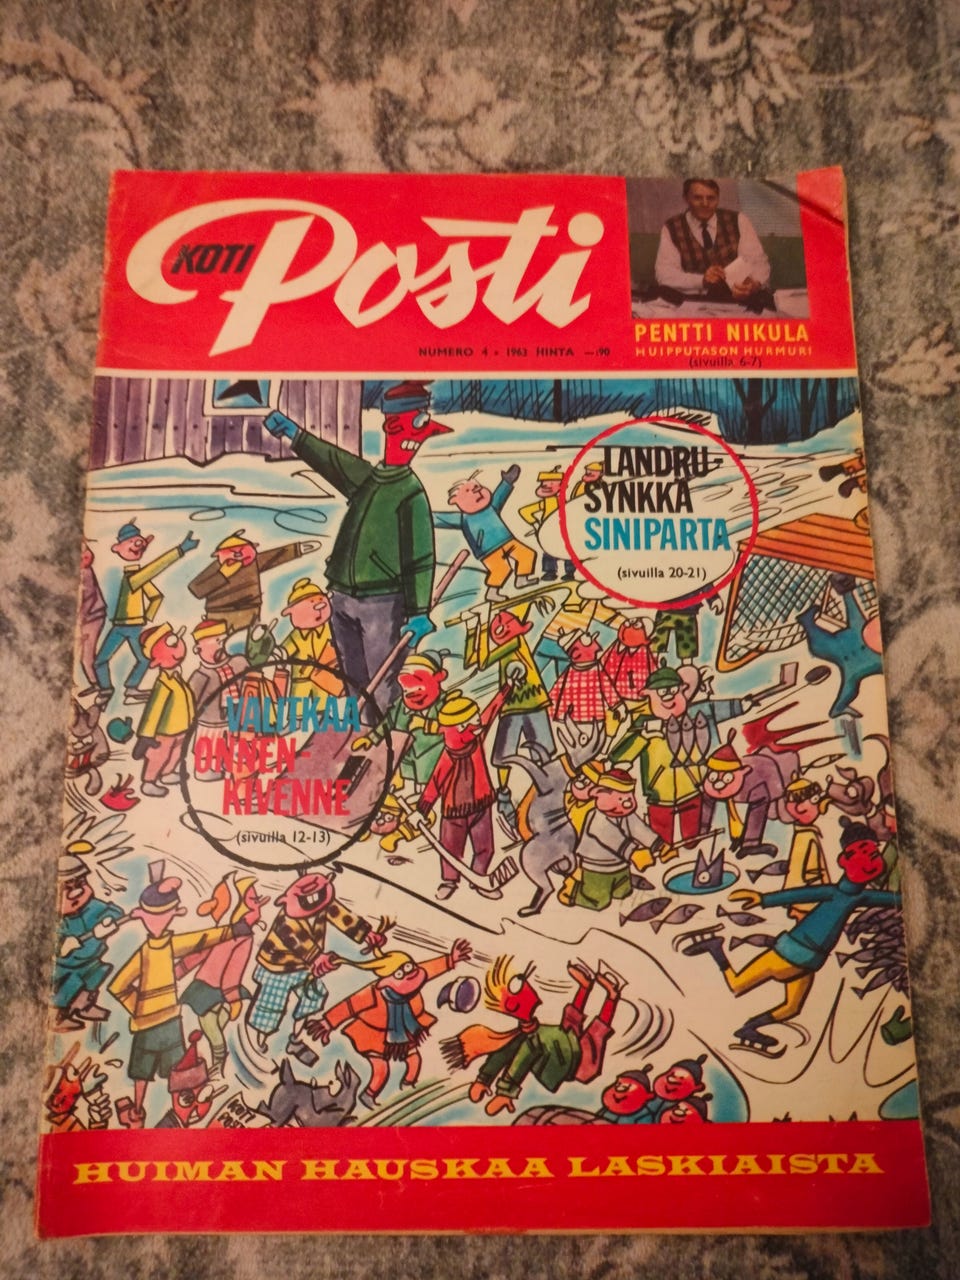 KOTI
Posti
NUMERO 4 • 1963 HINTA —:90
PENTTI NIKULA
HUIPPUTASON HURMURI
(sivuilla 6-7)
LANDRU-
SYNKKÄ
SINIPARTA
(sivuilla 20-21)
VALITKAA
ONNEN-
KIVENNE
(sivuilla 12-13)
HUIMAN HAUSKAA LASKIAISTA